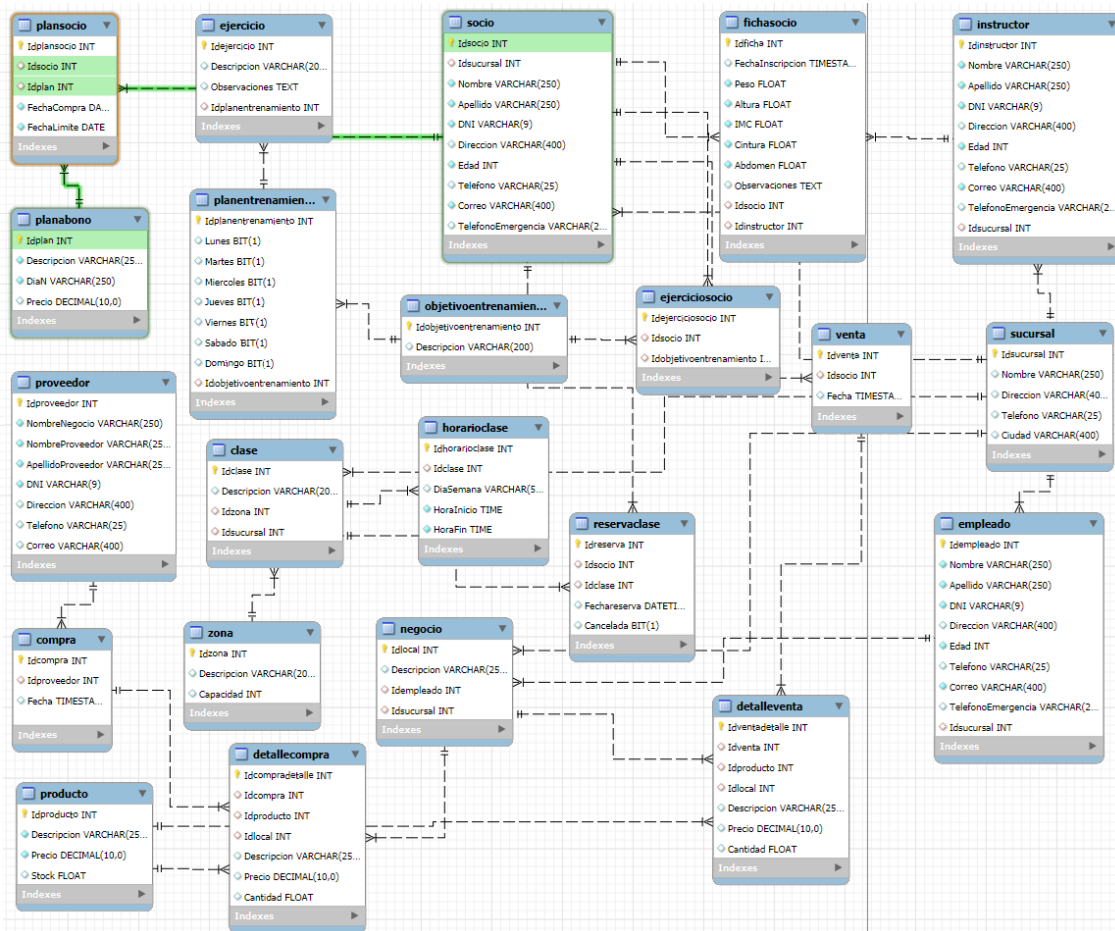 plansocio
Idplansocio INT
Idsocio INT
Idplan INT
FechaCompra DA...
FechaLimite DATE
Indexes
ejercicio
Idejercicio INT
Descripcion VARCHAR(20...
Observaciones TEXT
Idplanentrenamiento INT
Indexes
socio
Idsocio INT
Idsucursal INT
Nombre VARCHAR(250)
Apellido VARCHAR(250)
DNI VARCHAR(9)
Direccion VARCHAR(400)
Edad INT
Telefono VARCHAR(25)
Correo VARCHAR(400)
TelefonoEmergencia VARCHAR(2...
Indexes
fichasocio
Idficha INT
FechaInscripcion TIMESTA...
Peso FLOAT
Altura FLOAT
IMC FLOAT
Cintura FLOAT
Abdomen FLOAT
Observaciones TEXT
Idsocio INT
Idinstructor INT
Indexes
instructor
Idinstructor INT
Nombre VARCHAR(250)
Apellido VARCHAR(250)
DNI VARCHAR(9)
Direccion VARCHAR(400)
Edad INT
Telefono VARCHAR(25)
Correo VARCHAR(400)
TelefonoEmergencia VARCHAR(2...
Idsucursal INT
Indexes
planabono
Idplan INT
Descripcion VARCHAR(25...
DiaN VARCHAR(250)
Precio DECIMAL(10,0)
Indexes
planentrenamien...
Idplanentrenamiento INT
Lunes BIT(1)
Martes BIT(1)
Miercoles BIT(1)
Jueves BIT(1)
Viernes BIT(1)
Sabado BIT(1)
Domingo BIT(1)
Idobjetivoentrenamiento INT
Indexes
objetivoentrenamien...
Idobjetivoentrenamiento INT
Descripcion VARCHAR(200)
Indexes
ejerciciosocio
Idejerciciosocio INT
Idsocio INT
Idobjetivoentrenamiento I...
Indexes
venta
Idventa INT
Idsocio INT
Fecha TIMESTA...
Indexes
sucursal
Idsucursal INT
Nombre VARCHAR(250)
Direccion VARCHAR(40...
Telefono VARCHAR(25)
Ciudad VARCHAR(400)
Indexes
proveedor
Idproveedor INT
NombreNegocio VARCHAR(250)
NombreProveedor VARCHAR(25...
ApellidoProveedor VARCHAR(25...
DNI VARCHAR(9)
Direccion VARCHAR(400)
Telefono VARCHAR(25)
Correo VARCHAR(400)
Indexes
clase
Idclase INT
Descripcion VARCHAR(20...
Idzona INT
Idsucursal INT
Indexes
horarioclase
Idhorarioclase INT
Idclase INT
DiaSemana VARCHAR(5...
HoraInicio TIME
HoraFin TIME
Indexes
reservaclase
Idreserva INT
Idsocio INT
Idclase INT
Fechareserva DATETI...
Cancelada BIT(1)
Indexes
empleado
Idempleado INT
Nombre VARCHAR(250)
Apellido VARCHAR(250)
DNI VARCHAR(9)
Direccion VARCHAR(400)
Edad INT
Telefono VARCHAR(25)
Correo VARCHAR(400)
TelefonoEmergencia VARCHAR(2...
Idsucursal INT
Indexes
compra
Idcompra INT
Idproveedor INT
Fecha TIMESTA...
Indexes
zona
Idzona INT
Descripcion VARCHAR(20...
Capacidad INT
Indexes
negocio
Idlocal INT
Descripcion VARCHAR(25...
Idempleado INT
Idsucursal INT
Indexes
detalleventa
Idventadetalle INT
Idventa INT
Idproducto INT
Idlocal INT
Descripcion VARCHAR(25...
Precio DECIMAL(10,0)
Cantidad FLOAT
Indexes
producto
Idproducto INT
Descripcion VARCHAR(25...
Precio DECIMAL(10,0)
Stock FLOAT
Indexes
detallecompra
Idcompradetalle INT
Idcompra INT
Idproducto INT
Idlocal INT
Descripcion VARCHAR(25...
Precio DECIMAL(10,0)
Cantidad FLOAT
Indexes